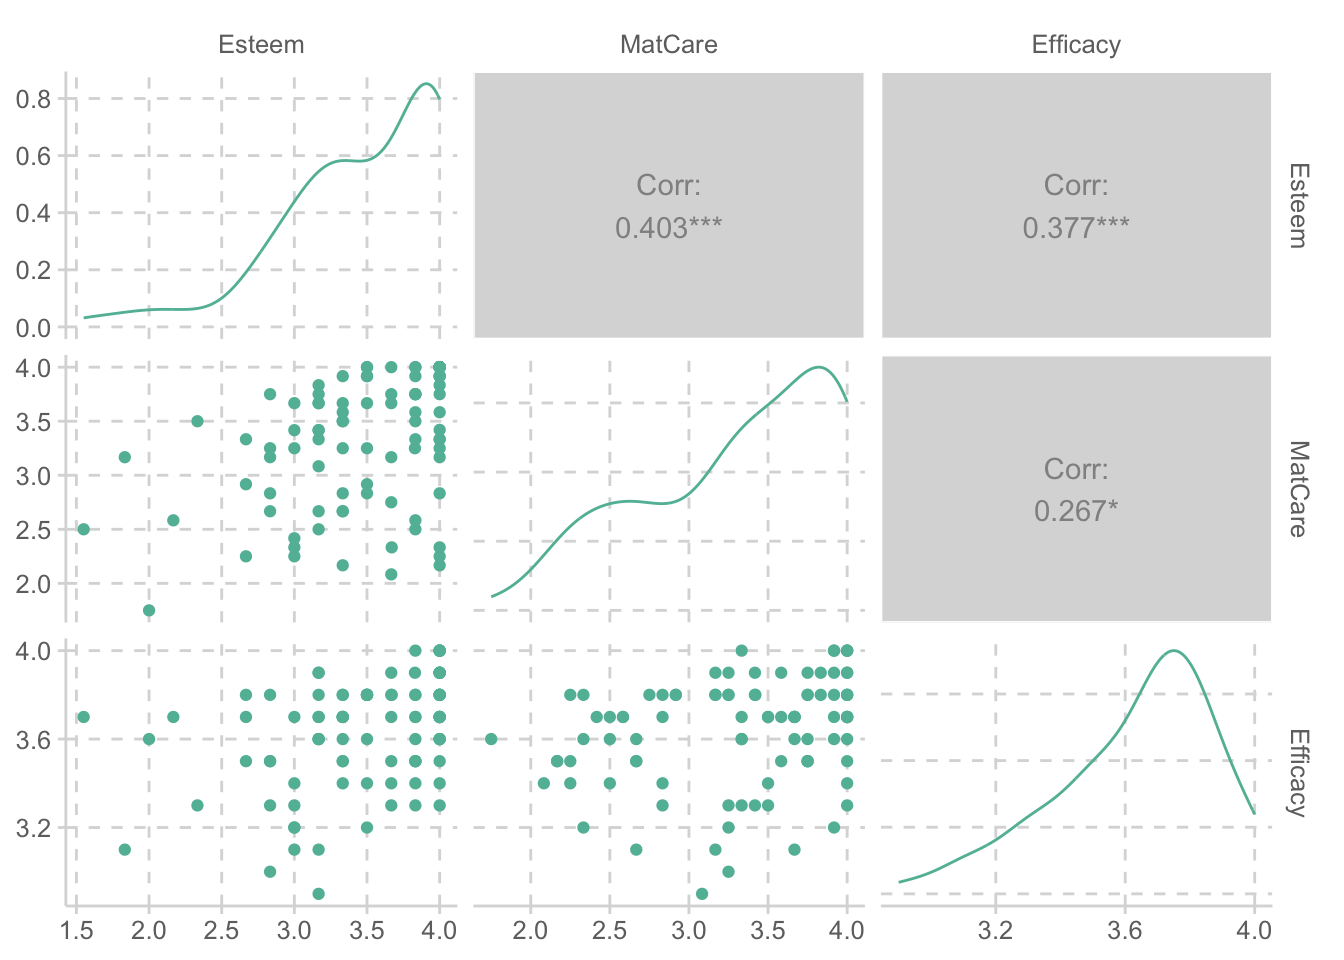 Esteem MatCare Efficacy
0.8
0.6
0.4
0.2
0.0
Corr:
0.403***
Corr:
0.377***
Esteem
4.0
3.5
3.0
2.5
2.0
Corr:
0.267*
MatCare
4.0
3.6
3.2
Efficacy
1.5 2.0 2.5 3.0 3.5 4.0
2.0 2.5 3.0 3.5 4.0
3.2 3.6 4.0